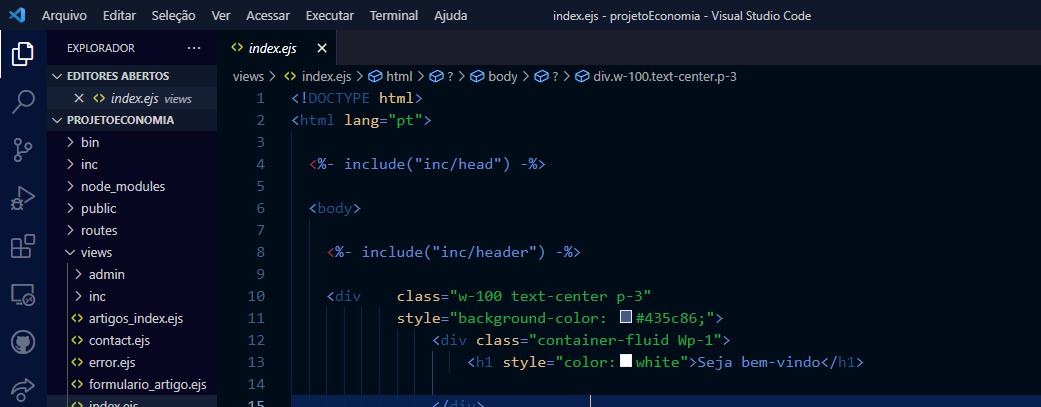 Arquivo Editar Seleção Ver Acessar Executar Terminal Ajuda index.ejs - projetoEconomia - Visual Studio Code
EXPLORADOR ···
EDITORES ABERTOS
index.ejs views
PROJETOECONOMIA
bin
inc
node_modules
public
routes
views
admin
inc
artigos_index.ejs
contact.ejs
error.ejs
formulario_artigo.ejs
index.ejs
index.ejs
views > index.ejs > html > ? > body > ? > div.w-100.text-center.p-3
1 <!DOCTYPE html>
2 <html lang="pt">
3
4 <%- include("inc/head") -%>
5
6 <body>
7
8 <%- include("inc/header") -%>
9
10 <div class="w-100 text-center p-3"
11 style="background-color: #435c86;">
12 <div class="container-fluid Wp-1">
13 <h1 style="color:white">Seja bem-vindo</h1>
14
15 </div>